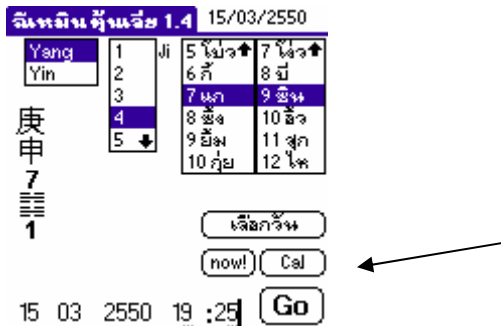 ฉีเหมินตุ้นเจี่ย 1.4 15/03/2550
Yang 1 Ji 5 โบ่ว 7 โง่ว
Yin 2 6 กี้ 8 บี่
3 7 แก 9 ซิน
4 8 ซิง 10 อิ้ว
5 9 ยิ้ม 11 สุก
10 กุ่ย 12 ไห
庚
申
7
1
เลือกวัน
now! Cal
15 03 2550 19 :25 Go